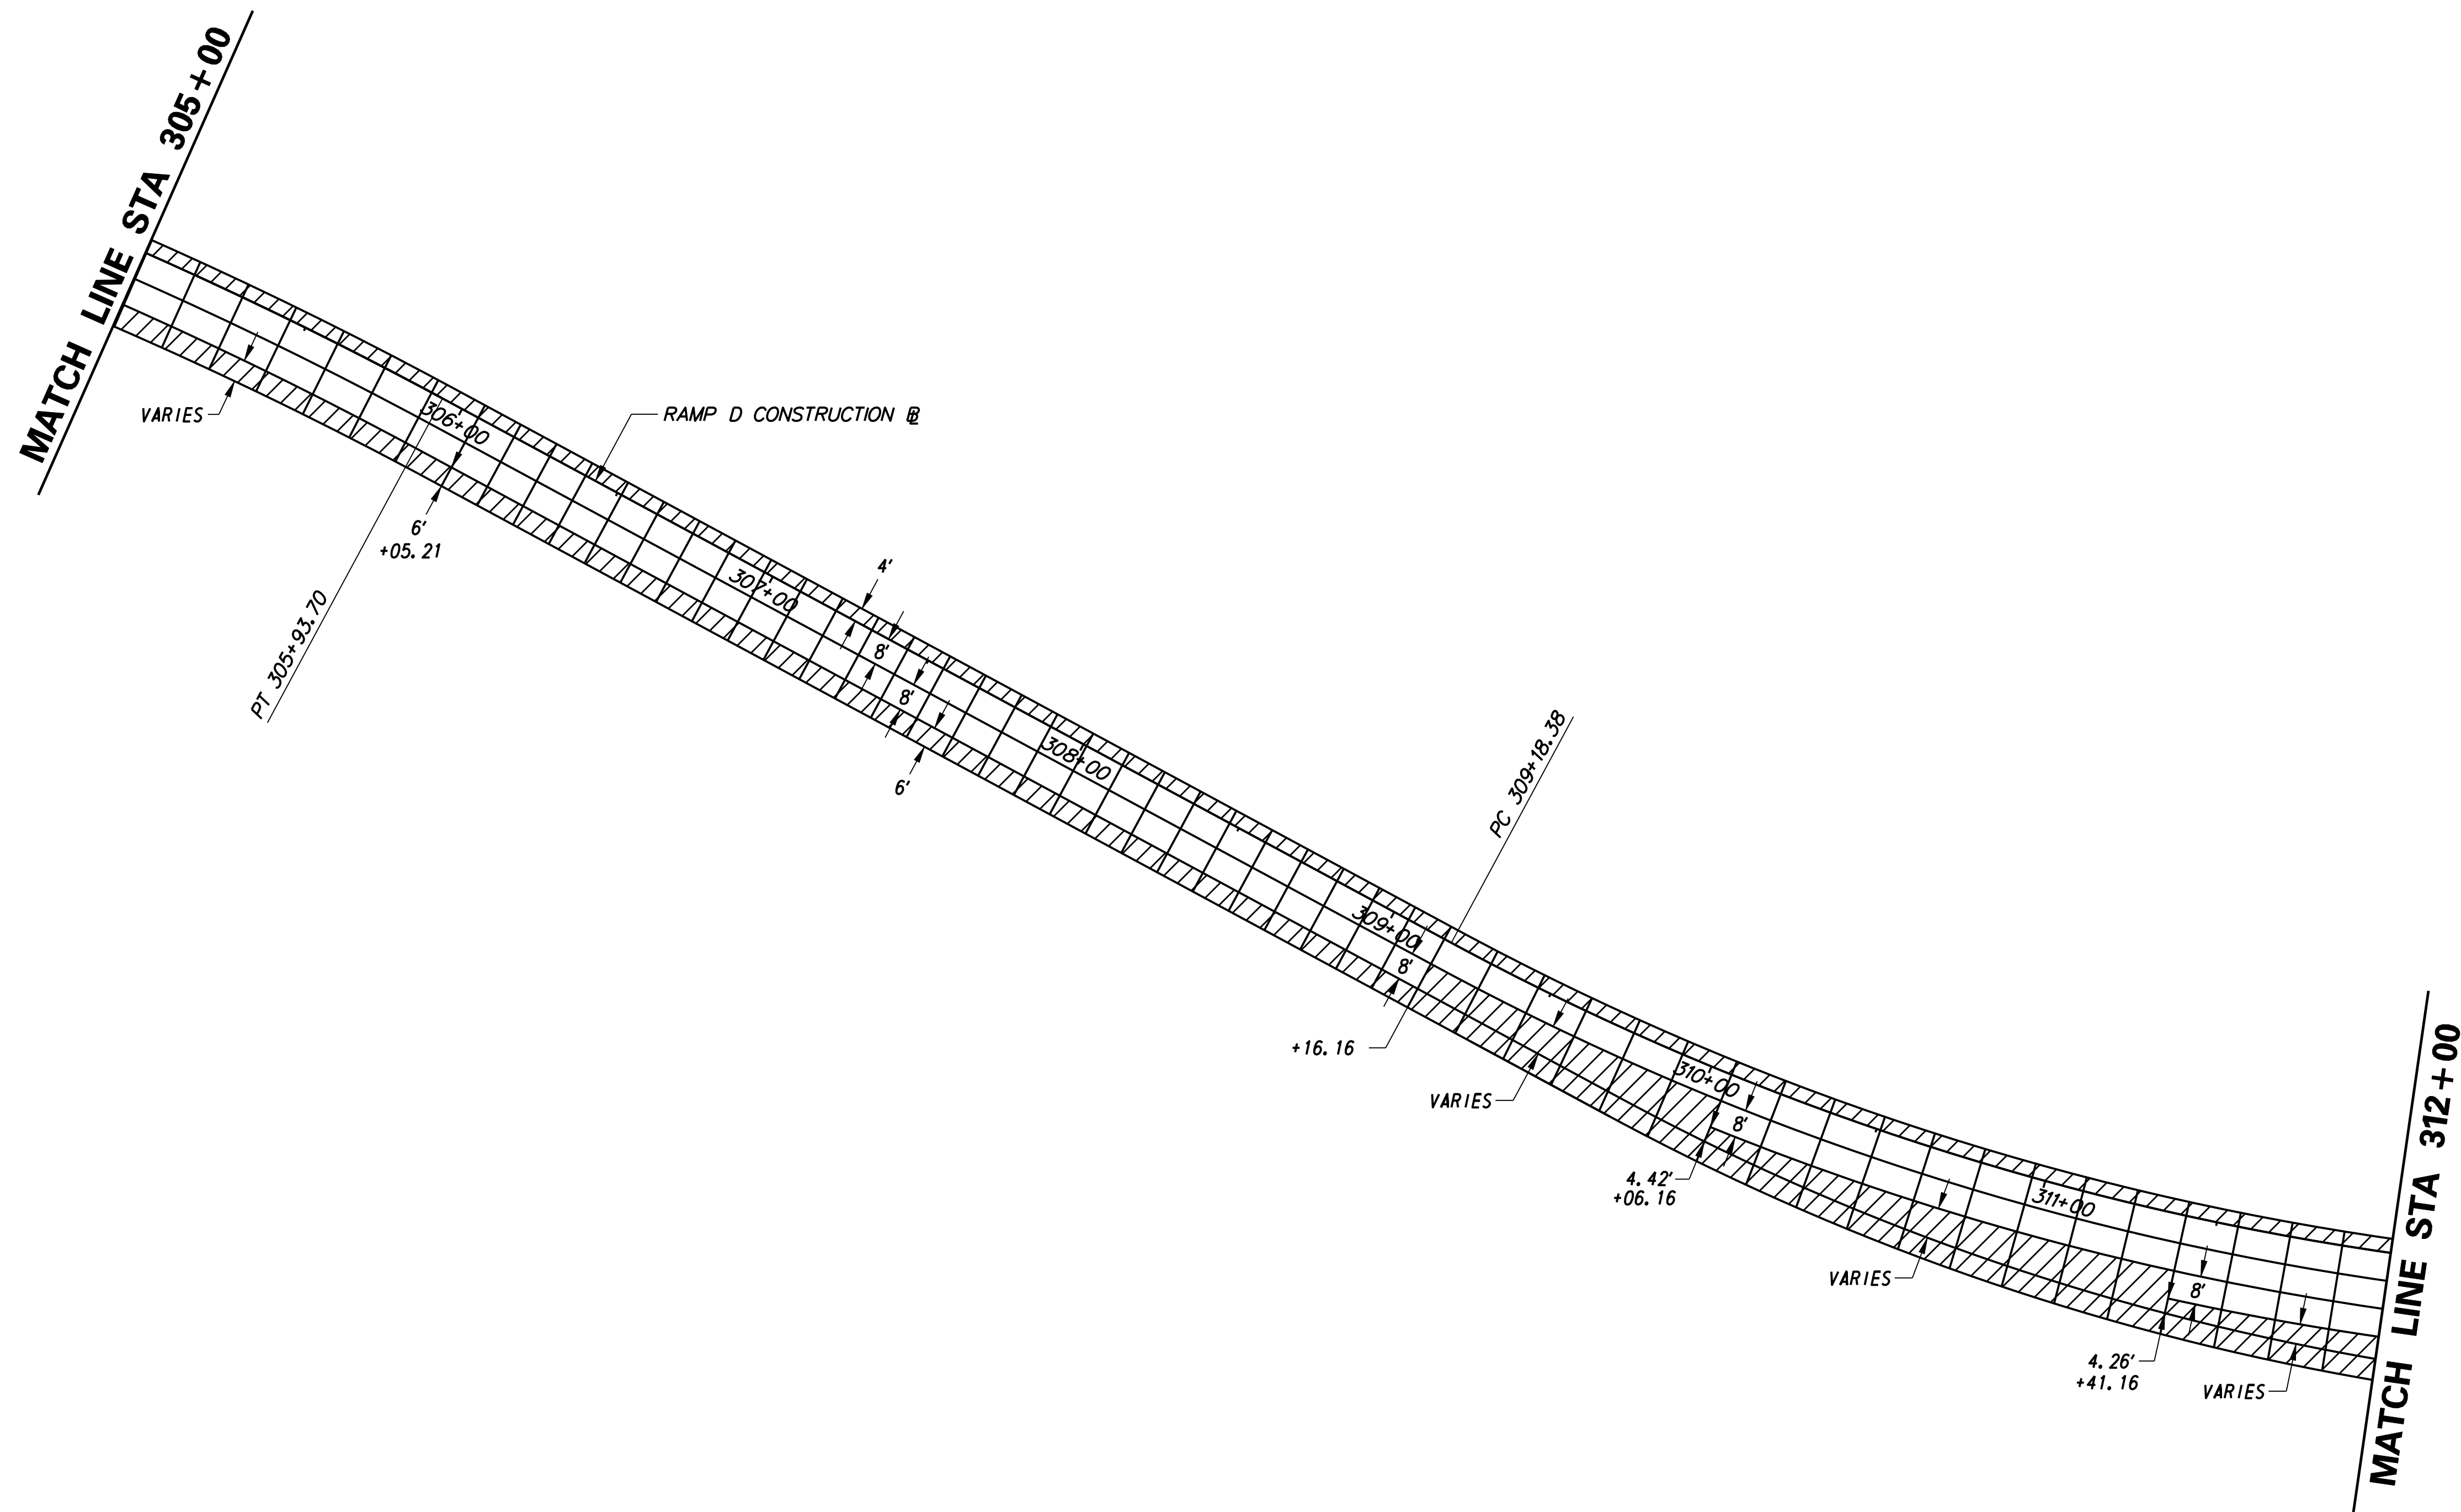 MATCH LINE STA 305+00
VARIES
RAMP D CONSTRUCTION ℄
306+00
6'
+05.21
PT 305+93.70
4'
307+00
8'
8'
6'
308+00
PC 309+18.38
309+00
8'
+16.16
VARIES
310+00
8'
4.42'
+06.16
311+00
VARIES
8'
4.26'
+41.16
VARIES
MATCH LINE STA 312+00